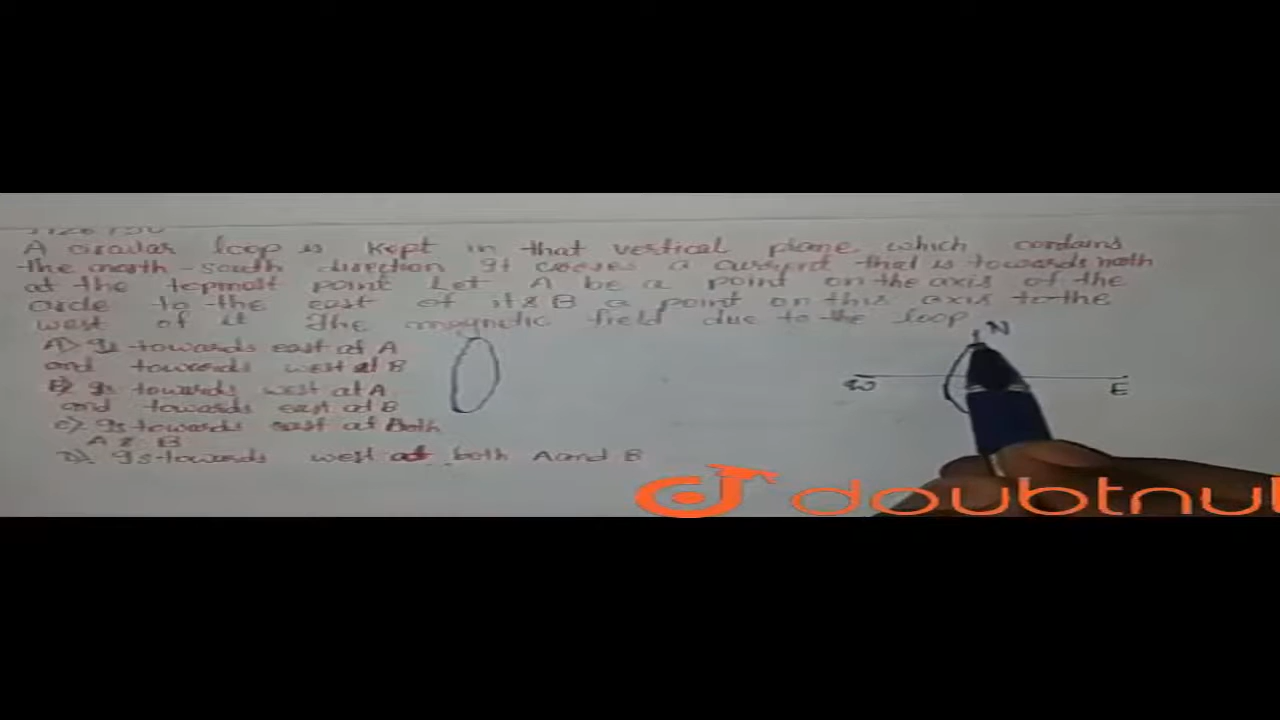 A circular loop is kept in that vertical plane which contains
the north-south direction It a current that is towards north
at the topmost point Let A be a point on the axis of the
circle to the east of it & B a point on this axis to the
west of it The magnetic field due to the loop
A) Is towards east at A
and towards west at B
B) Is towards west at A
and towards east at B
C) Is towards east at both
A & B
D) Is towards west at both A and B
N
W
E
doubtnut